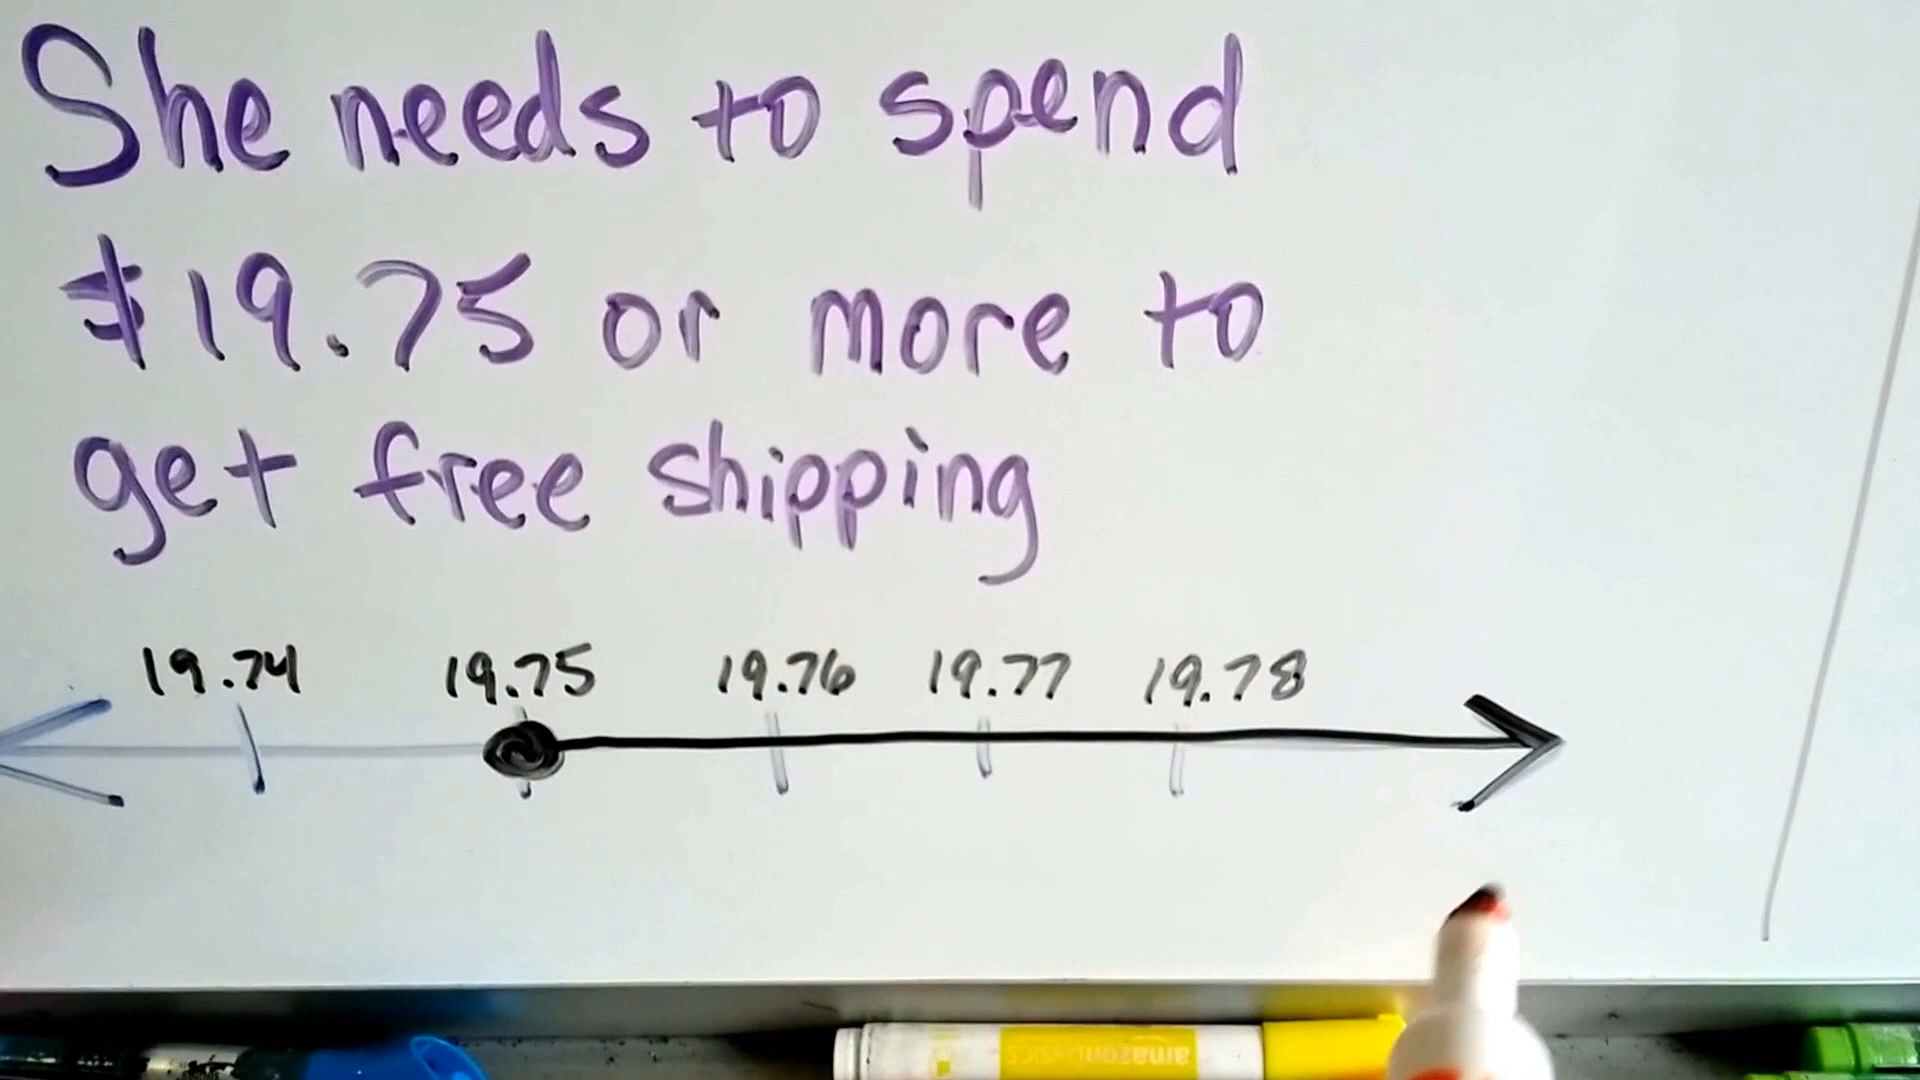 She needs to spend
$19.75 or more to
get free shipping
19.74 19.75 19.76 19.77 19.78
amazonbasics